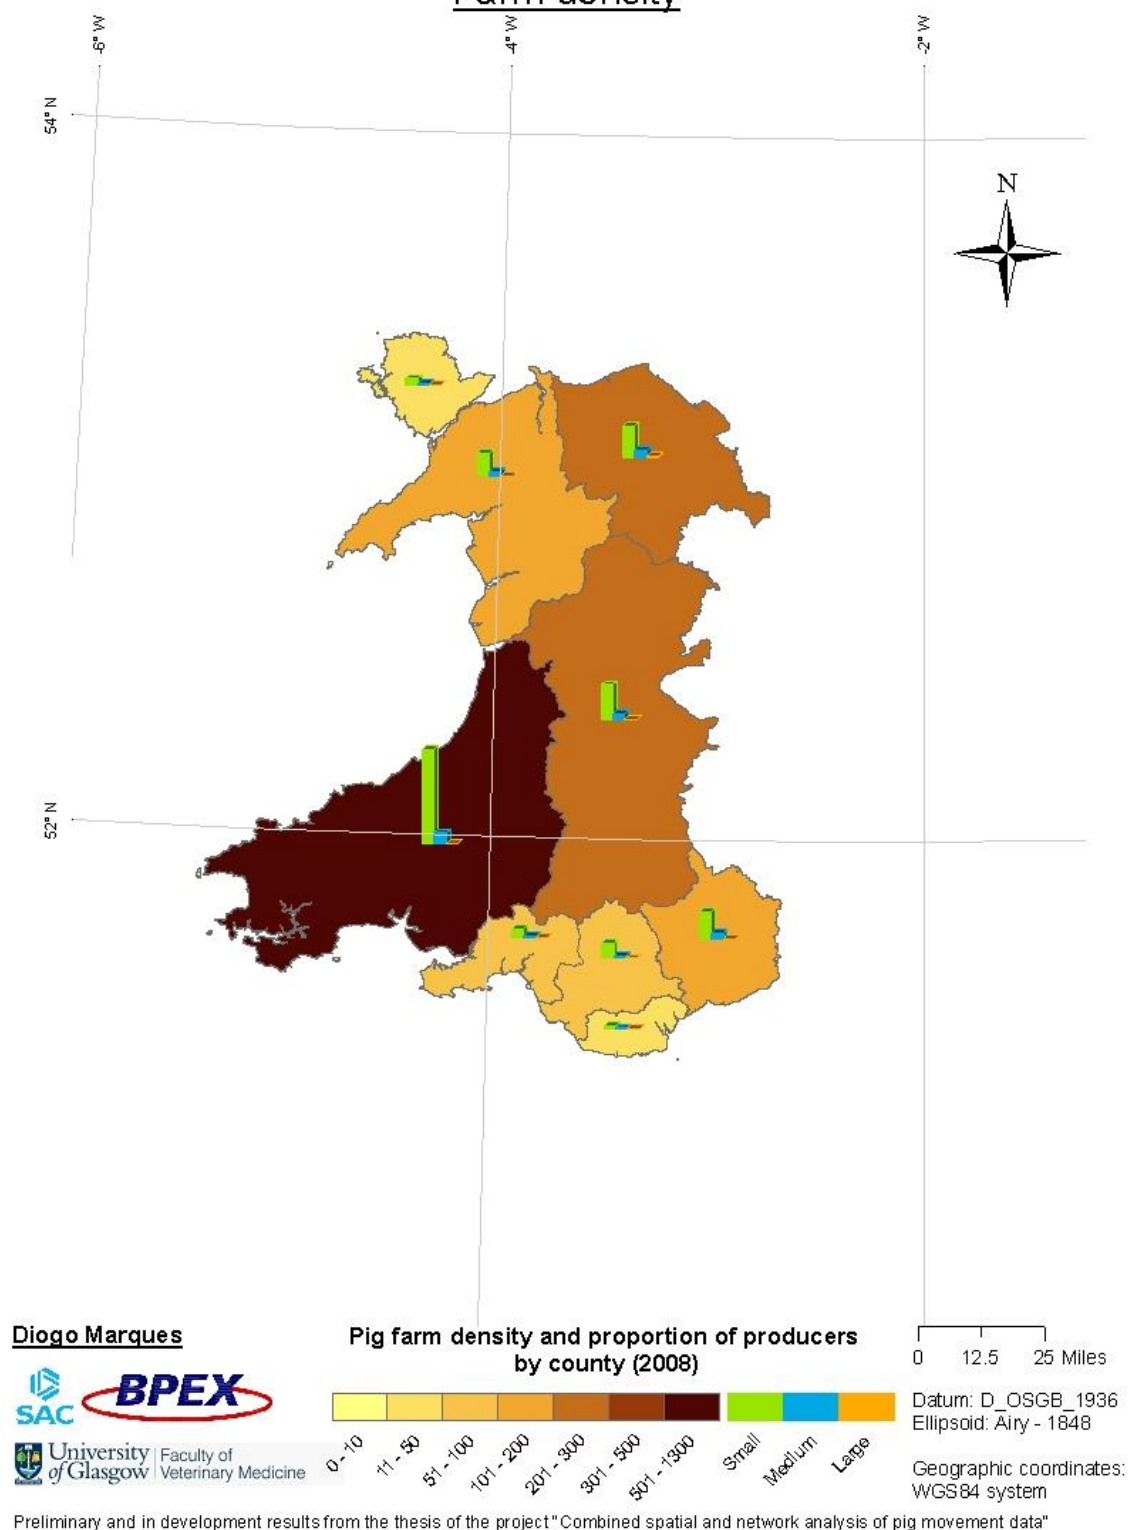 Farm density
-6° W
-4° W
-2° W
54° N
N
52° N
Diogo Marques
SAC
BPEX
University of Glasgow
Faculty of Veterinary Medicine
Pig farm density and proportion of producers
by county (2008)
0 - 10
11 - 50
51 - 100
101 - 200
201 - 300
301 - 500
501 - 1300
Small
Medium
Large
0 12.5 25 Miles
Datum: D_OSGB_1936
Ellipsoid: Airy - 1848
Geographic coordinates:
WGS84 system
Preliminary and in development results from the thesis of the project "Combined spatial and network analysis of pig movement data"